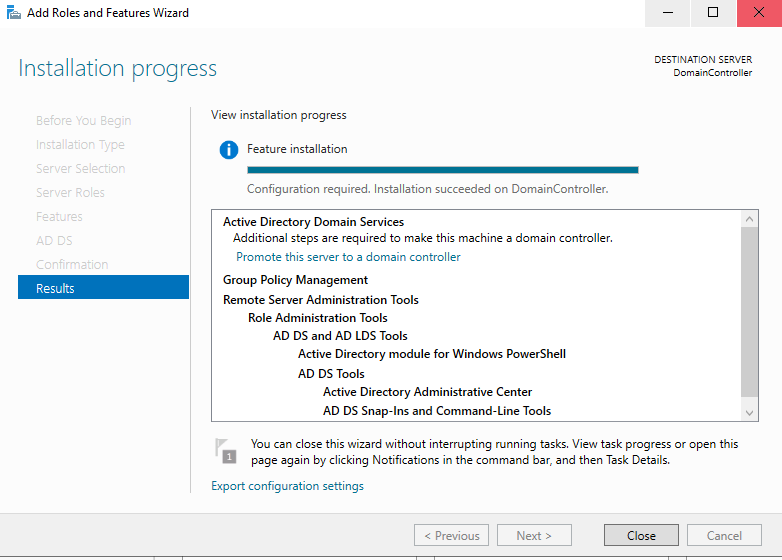 Add Roles and Features Wizard
Installation progress
DESTINATION SERVER
DomainController
Before You Begin
Installation Type
Server Selection
Server Roles
Features
AD DS
Confirmation
Results
View installation progress
Feature installation
Configuration required. Installation succeeded on DomainController.
Active Directory Domain Services
Additional steps are required to make this machine a domain controller.
Promote this server to a domain controller
Group Policy Management
Remote Server Administration Tools
Role Administration Tools
AD DS and AD LDS Tools
Active Directory module for Windows PowerShell
AD DS Tools
Active Directory Administrative Center
AD DS Snap-Ins and Command-Line Tools
1
You can close this wizard without interrupting running tasks. View task progress or open this
page again by clicking Notifications in the command bar, and then Task Details.
Export configuration settings
< Previous
Next >
Close
Cancel